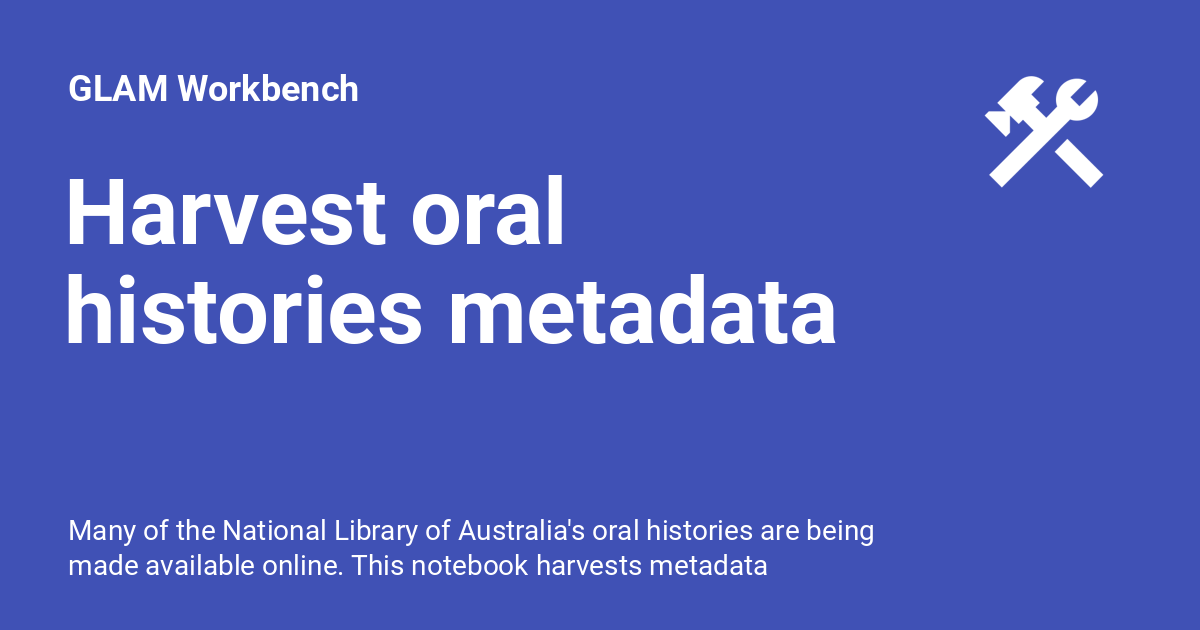 GLAM Workbench
Harvest oral
histories metadata
Many of the National Library of Australia's oral histories are being
made available online. This notebook harvests metadata